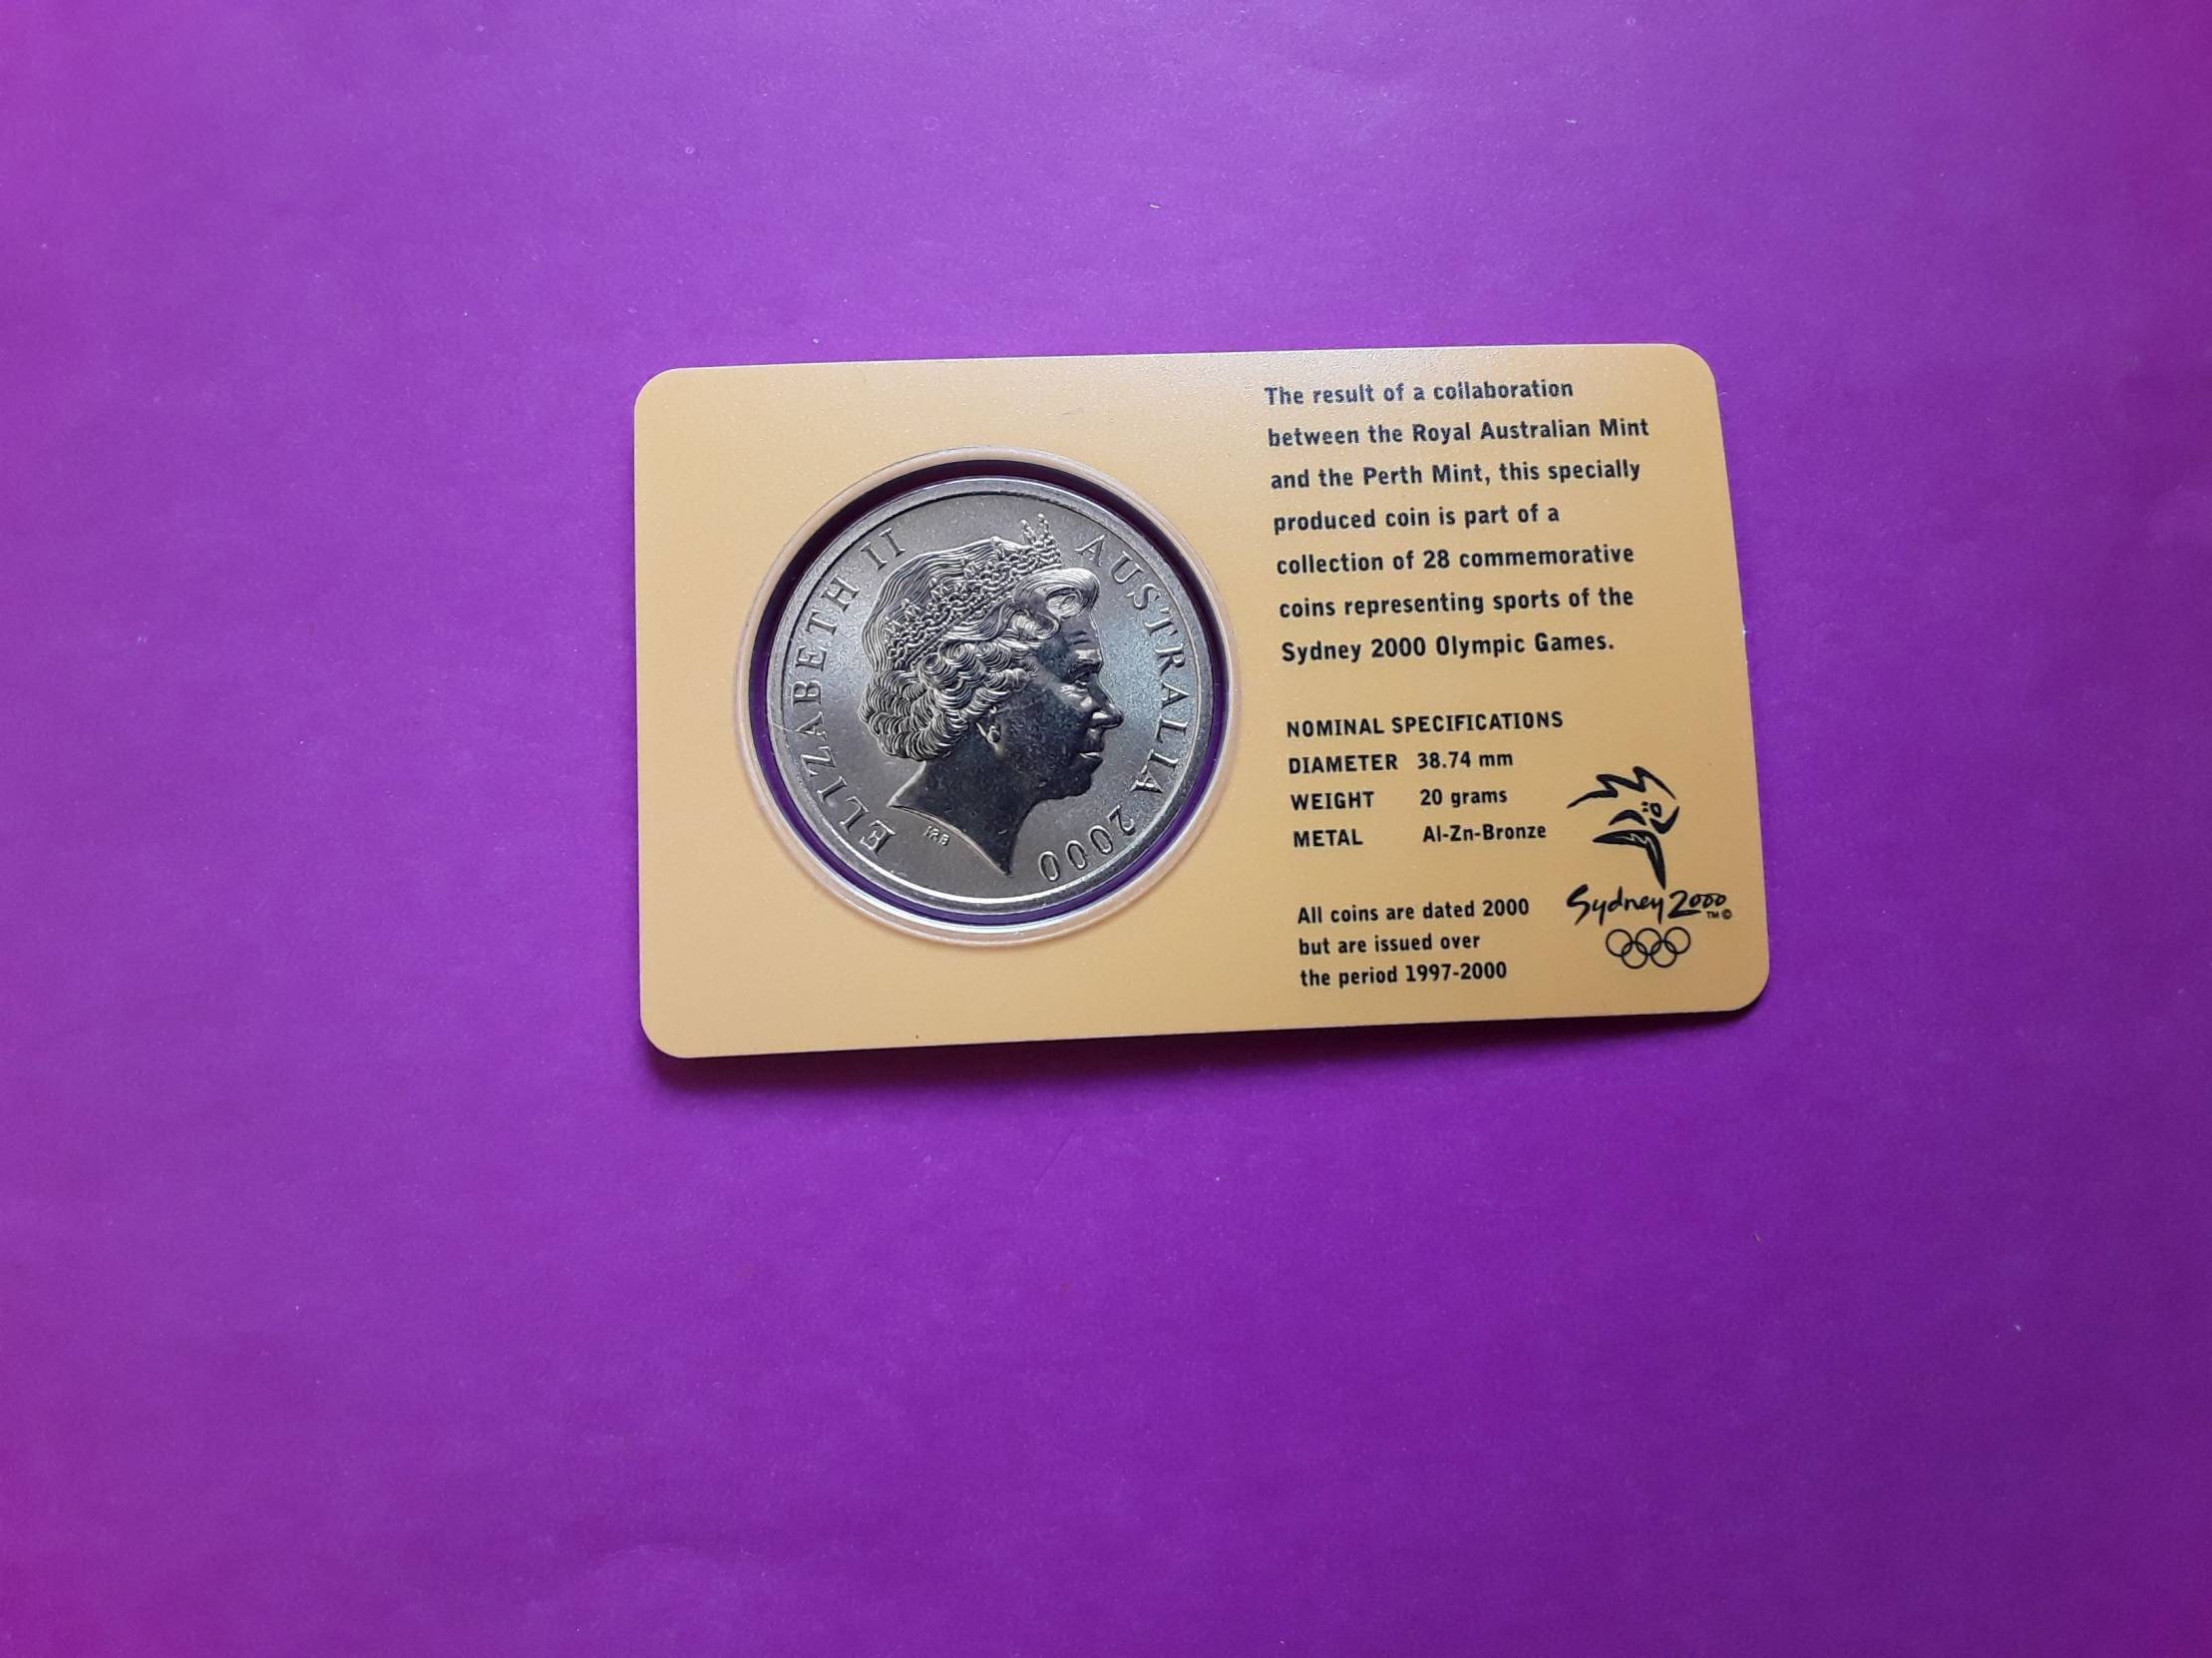 ELIZABETH II
AUSTRALIA 2000
IRB
The result of a collaboration
between the Royal Australian Mint
and the Perth Mint, this specially
produced coin is part of a
collection of 28 commemorative
coins representing sports of the
Sydney 2000 Olympic Games.
NOMINAL SPECIFICATIONS
DIAMETER 38.74 mm
WEIGHT 20 grams
METAL Al-Zn-Bronze
All coins are dated 2000
but are issued over
the period 1997-2000
Sydney 2000
TM ©